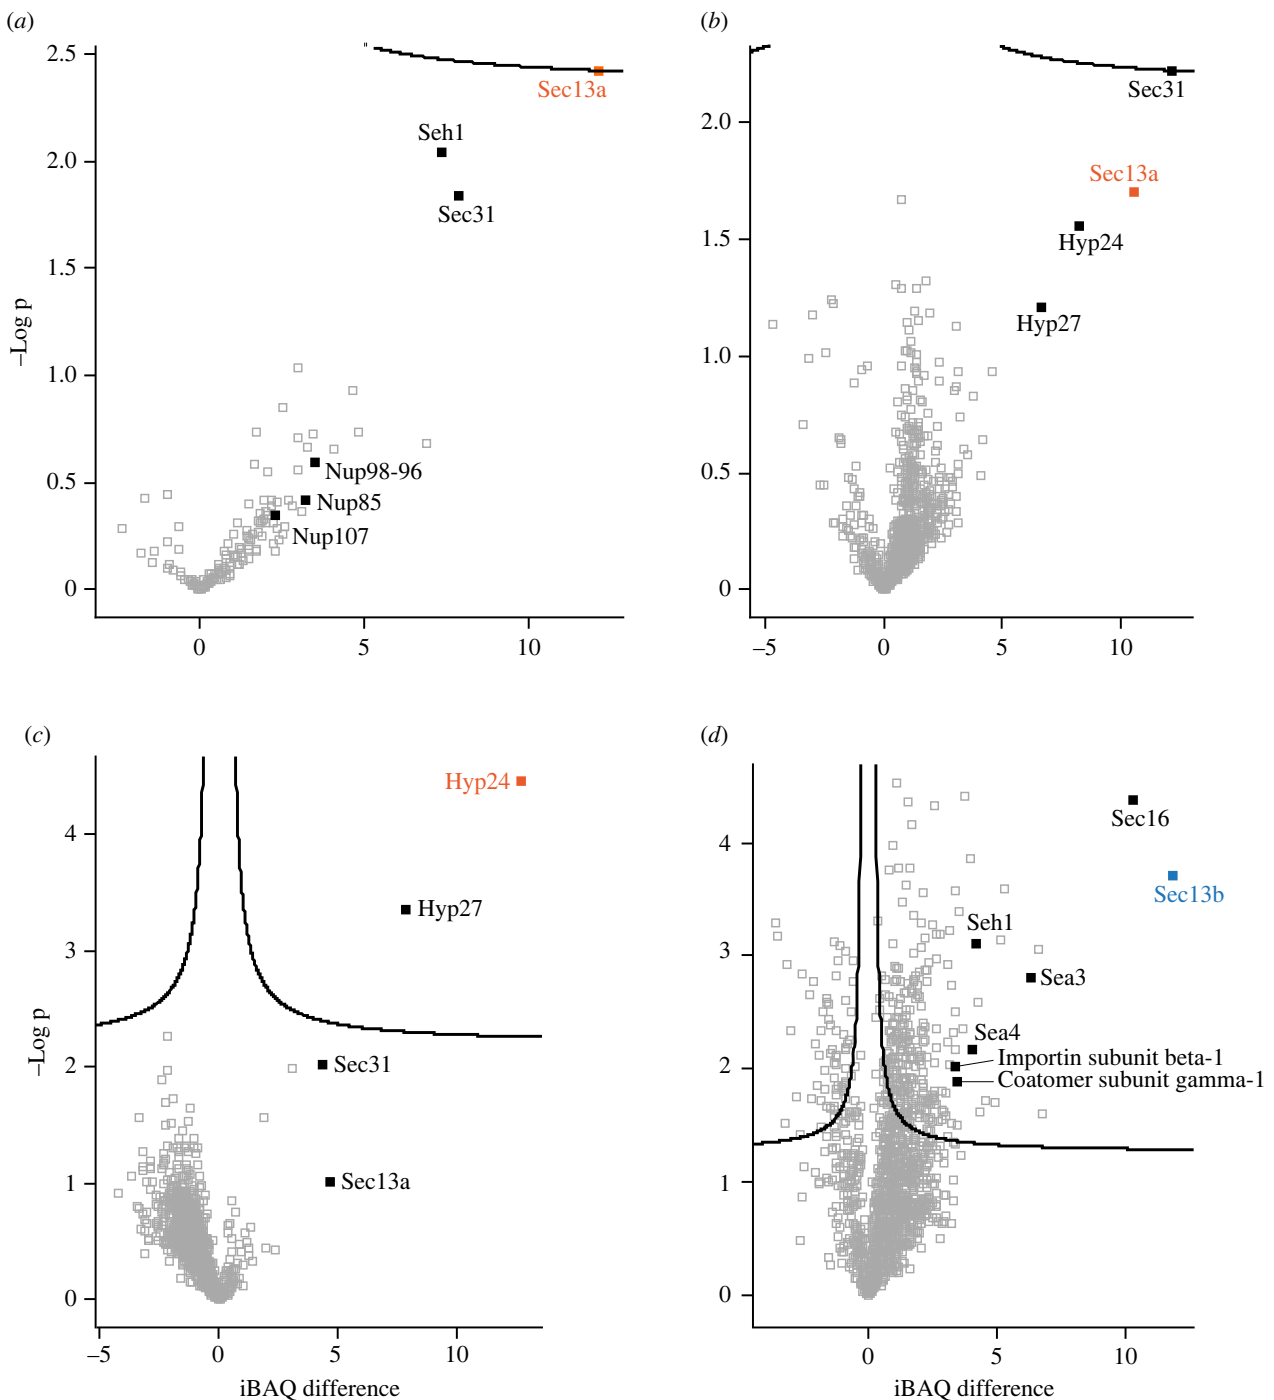 (a)
2.5
2.0
1.5
1.0
0.5
0
–Log p
Sec13a
Seh1
Sec31
Nup98-96
Nup85
Nup107
0
5
10
(b)
2.0
1.5
1.0
0.5
0
Sec31
Sec13a
Hyp24
Hyp27
–5
0
5
10
(c)
4
3
2
1
0
–Log p
Hyp24
Hyp27
Sec31
Sec13a
–5
0
5
10
iBAQ difference
(d)
4
3
2
1
0
Sec16
Sec13b
Seh1
Sea3
Sea4
Importin subunit beta-1
Coatomer subunit gamma-1
0
5
10
iBAQ difference